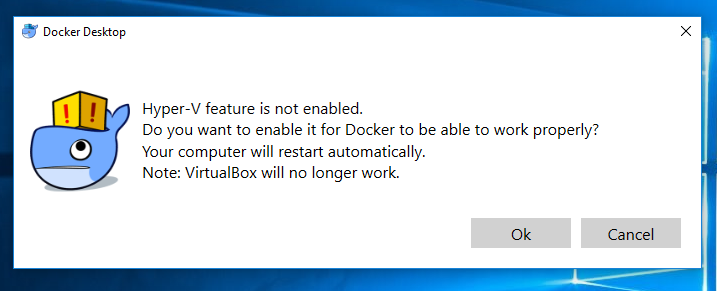 Docker Desktop
Hyper-V feature is not enabled.
Do you want to enable it for Docker to be able to work properly?
Your computer will restart automatically.
Note: VirtualBox will no longer work.
Ok Cancel